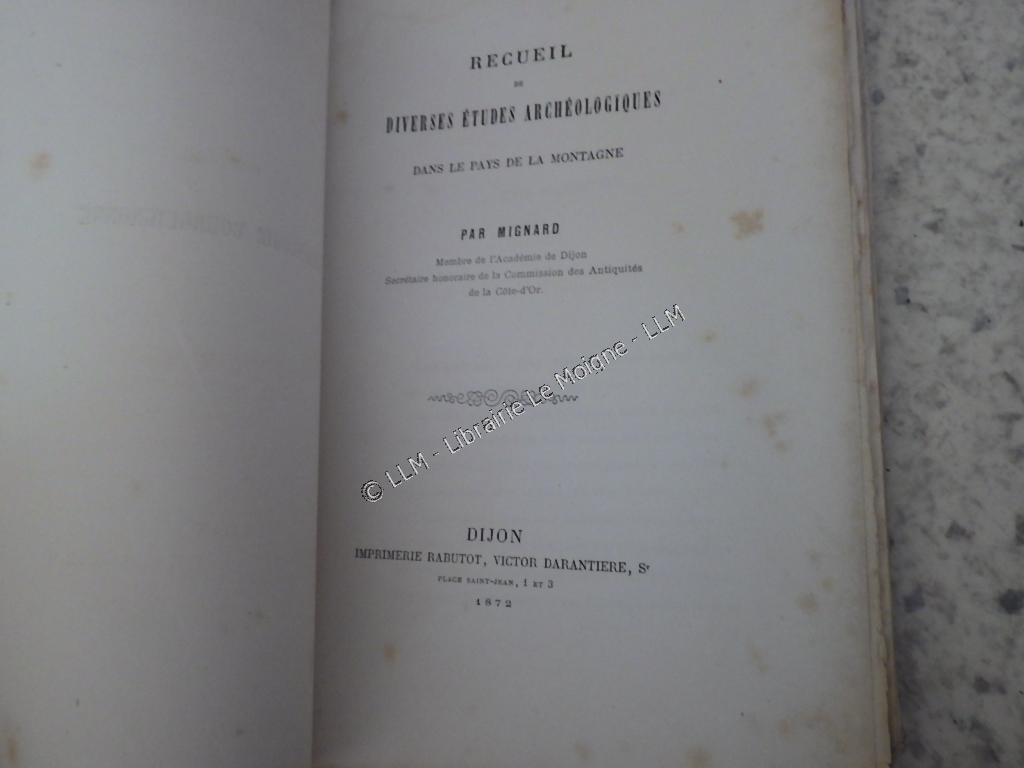 RECUEIL
DE
DIVERSES ÉTUDES ARCHÉOLOGIQUES
DANS LE PAYS DE LA MONTAGNE
PAR MIGNARD
Membre de l'Académie de Dijon
Secrétaire honoraire de la Commission des Antiquités
de la Côte-d'Or.
© LLM - Librairie Le Moigne - LLM
DIJON
IMPRIMERIE RABUTOT, VICTOR DARANTIERE, Sr
PLACE SAINT-JEAN, 1 ET 3
1872